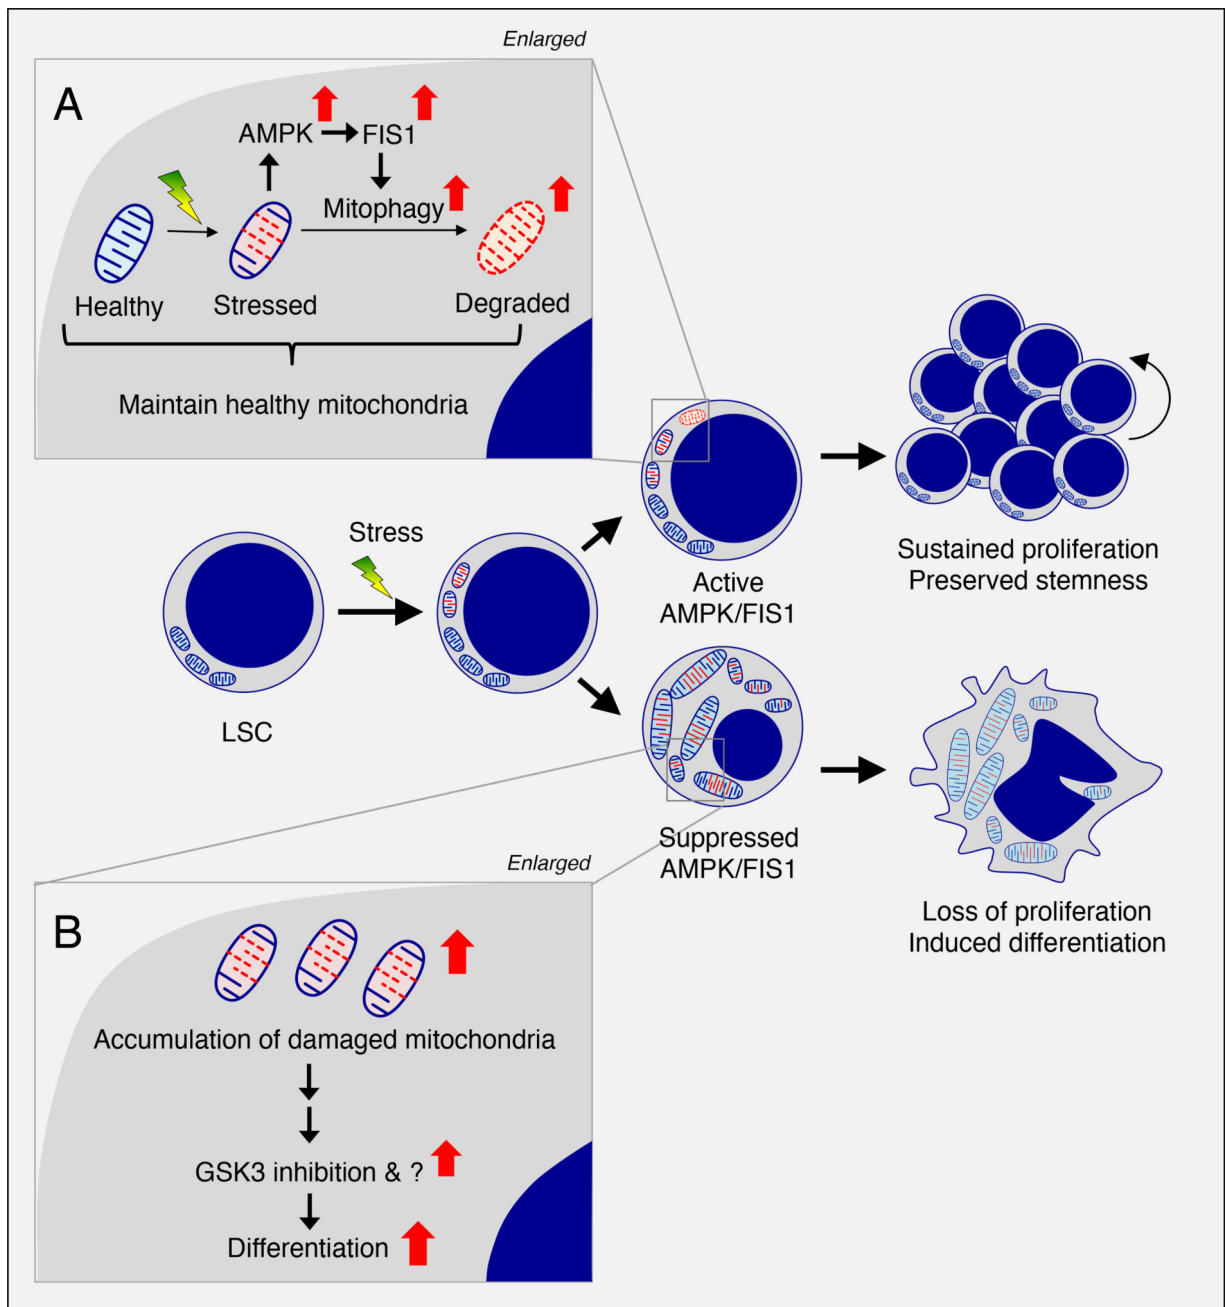 Enlarged
A
AMPK
FIS1
Mitophagy
Healthy
Stressed
Degraded
Maintain healthy mitochondria
Stress
LSC
Active
AMPK/FIS1
Sustained proliferation
Preserved stemness
Suppressed
AMPK/FIS1
Loss of proliferation
Induced differentiation
Enlarged
B
Accumulation of damaged mitochondria
GSK3 inhibition & ?
Differentiation